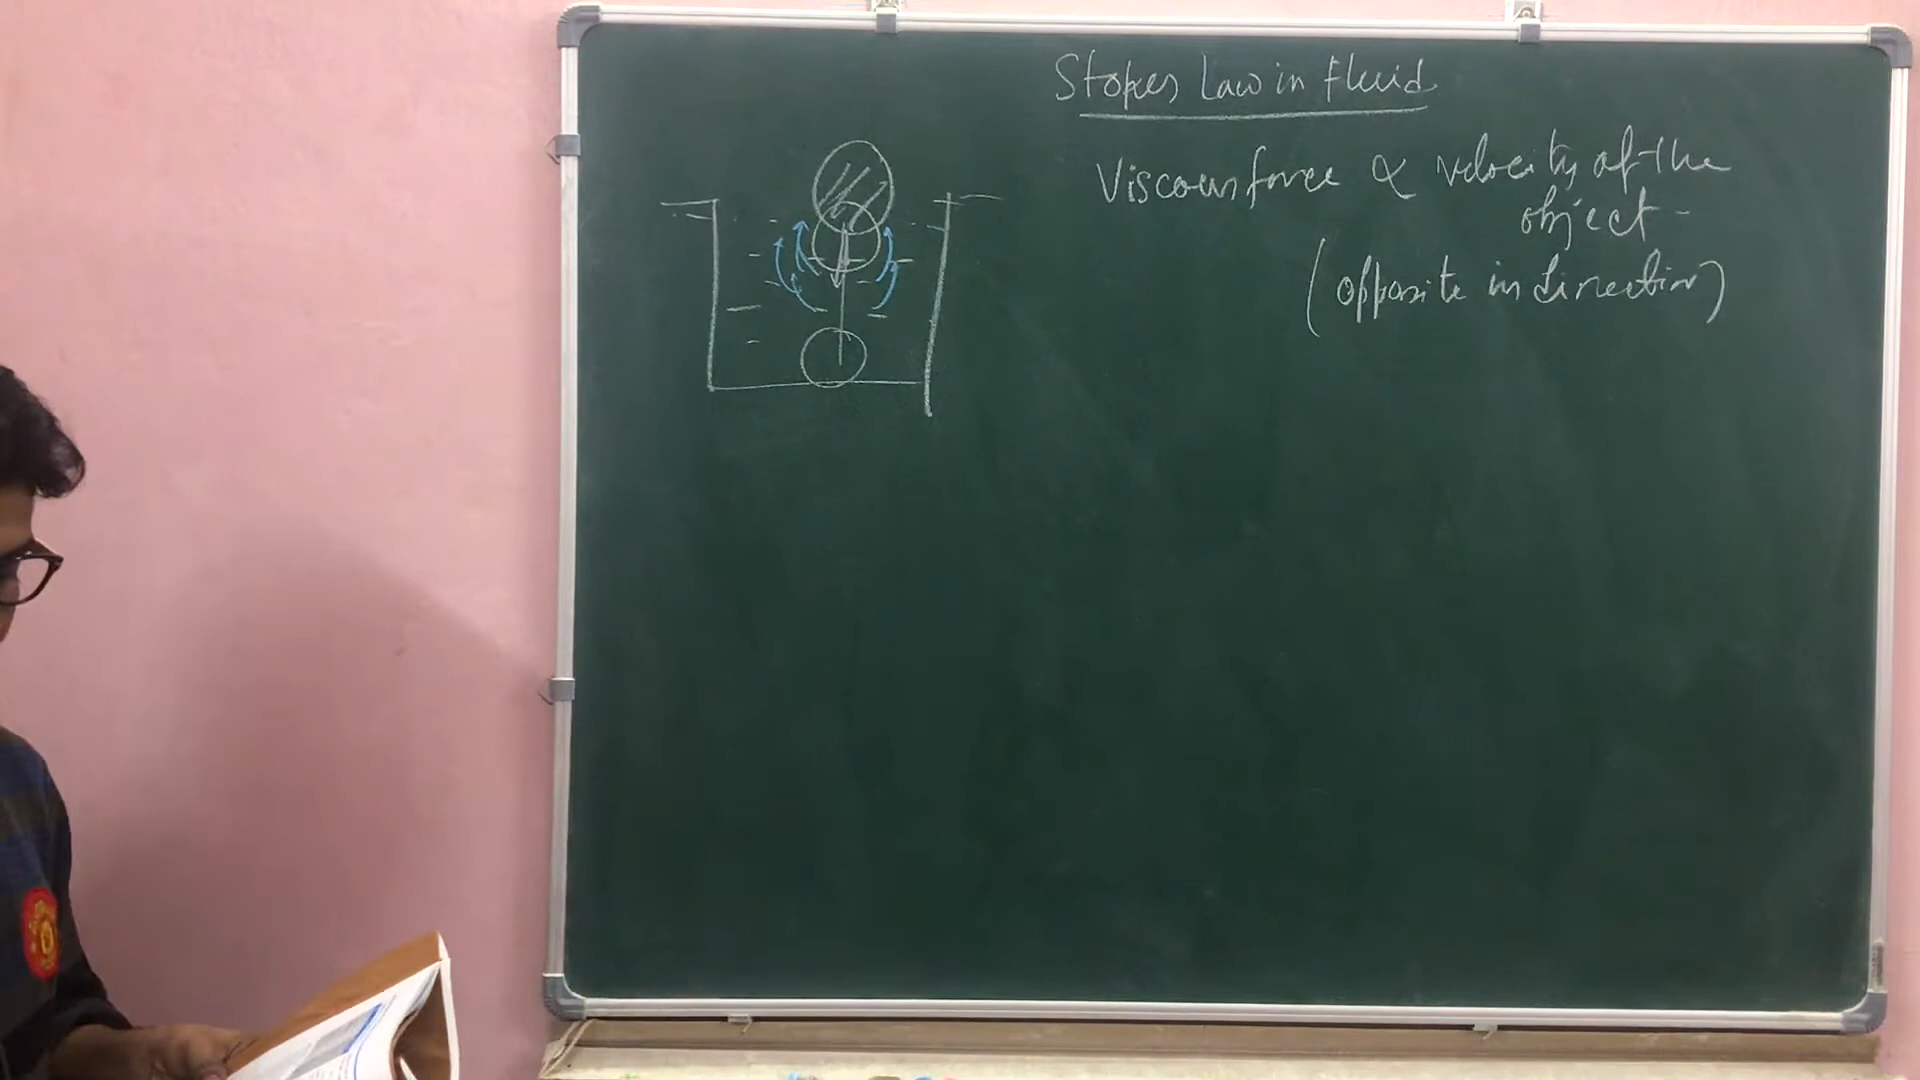 Stokes Law in fluid
Viscous force ∝ velocity of the
object -
(opposite in direction)